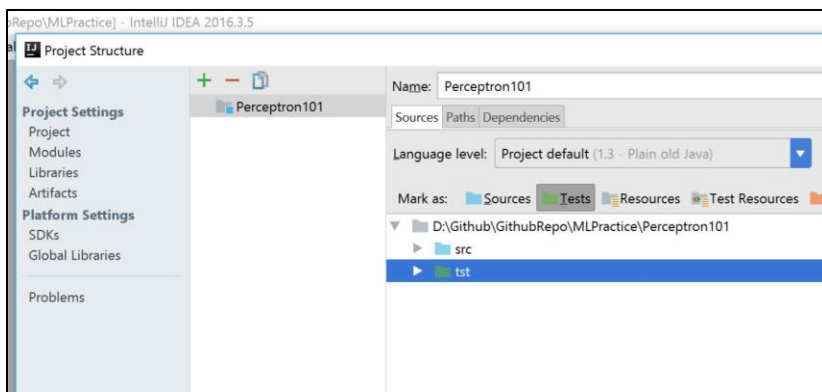 Repo\MLPractice] - IntelliJ IDEA 2016.3.5
Project Structure
Project Settings
Project
Modules
Libraries
Artifacts
Platform Settings
SDKs
Global Libraries
Problems
Perceptron101
Name: Perceptron101
Sources Paths Dependencies
Language level: Project default (1.3 - Plain old Java)
Mark as: Sources Tests Resources Test Resources
D:\Github\GithubRepo\MLPractice\Perceptron101
src
tst